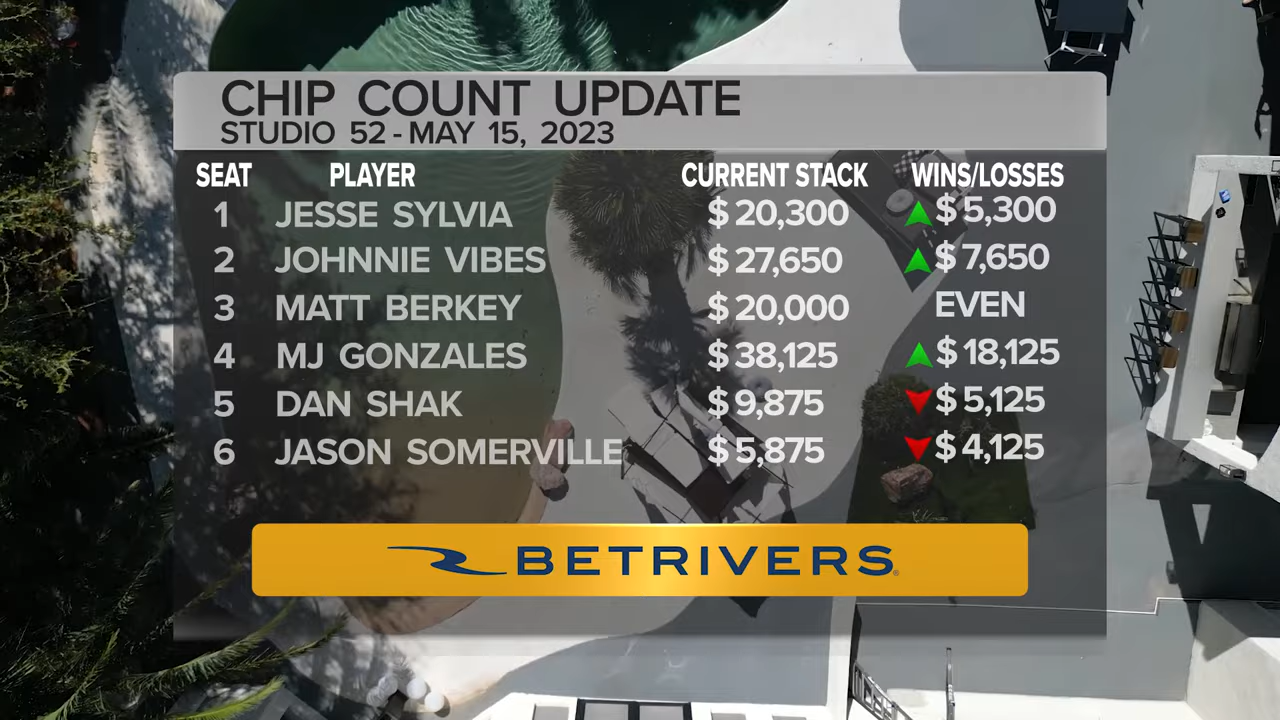 CHIP COUNT UPDATE
STUDIO 52 - MAY 15, 2023
SEAT PLAYER CURRENT STACK WINS/LOSSES
1 JESSE SYLVIA $20,300 $5,300
2 JOHNNIE VIBES $27,650 $7,650
3 MATT BERKEY $20,000 EVEN
4 MJ GONZALES $38,125 $18,125
5 DAN SHAK $9,875 $5,125
6 JASON SOMERVILLE $5,875 $4,125
BETRIVERS